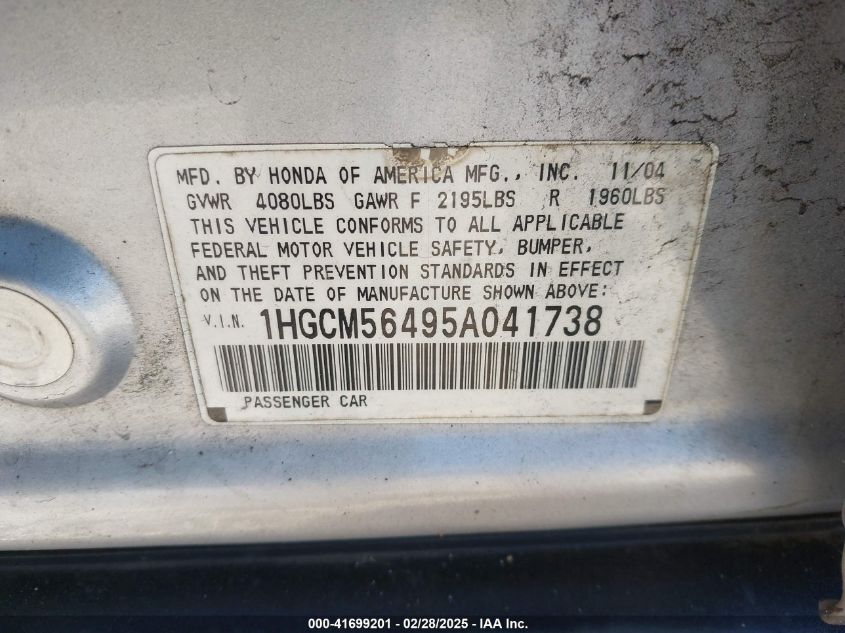 MFD. BY HONDA OF AMERICA MFG., INC. 11/04
GVWR 4080LBS GAWR F 2195LBS R 1960LBS
THIS VEHICLE CONFORMS TO ALL APPLICABLE
FEDERAL MOTOR VEHICLE SAFETY, BUMPER,
AND THEFT PREVENTION STANDARDS IN EFFECT
ON THE DATE OF MANUFACTURE SHOWN ABOVE:
V.I.N. 1HGCM56495A041738
PASSENGER CAR
000-41699201 - 02/28/2025 - IAA Inc.